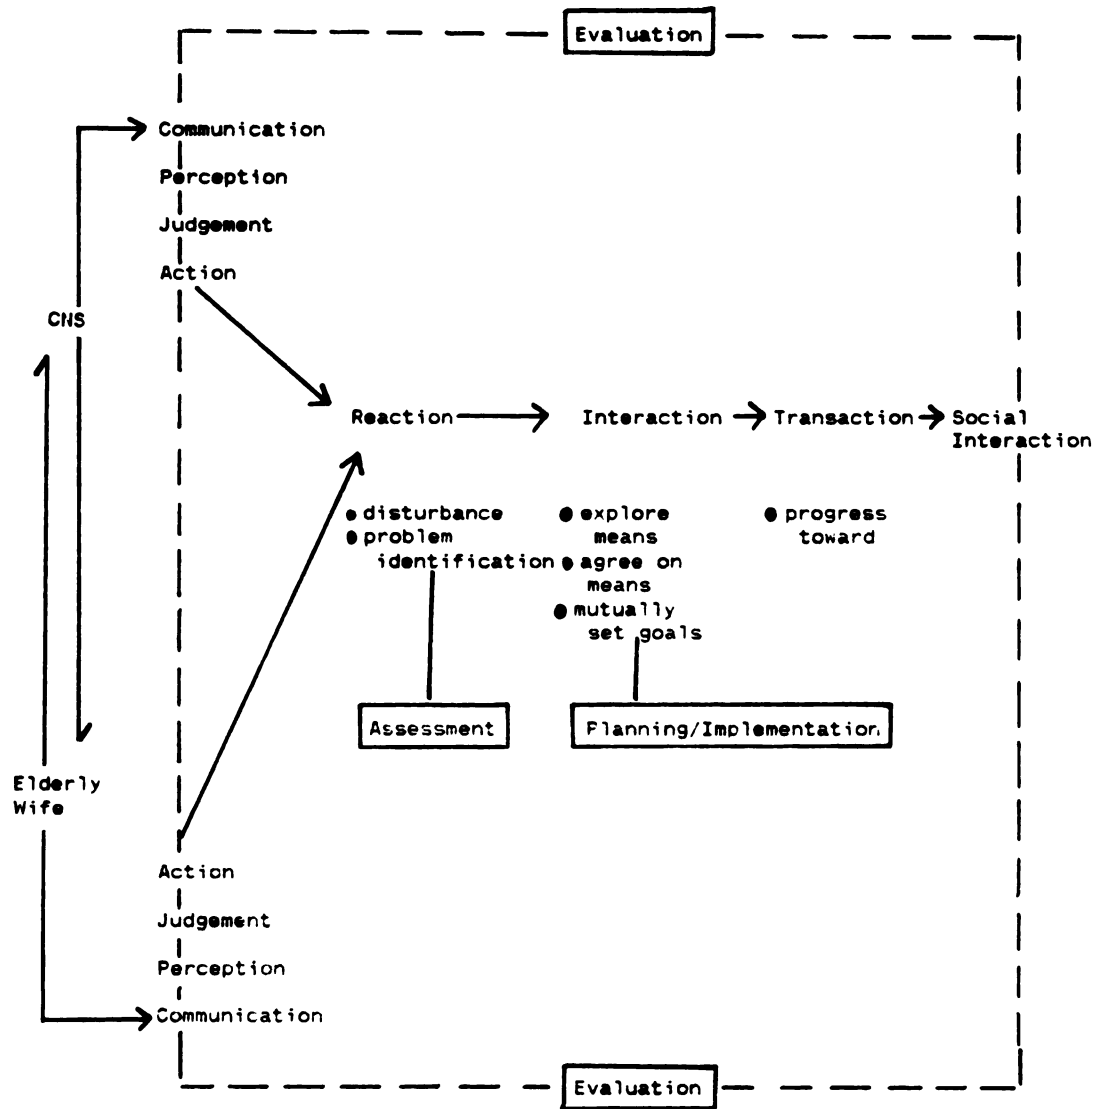 Evaluation
Communication
Perception
Judgement
Action
CNS
Reaction
Interaction
Transaction
Social
Interaction
• disturbance
• problem
identification
• explore
means
• agree on
means
• mutually
set goals
• progress
toward
Assessment
Planning/Implementation
Elderly
Wife
Action
Judgement
Perception
Communication
Evaluation